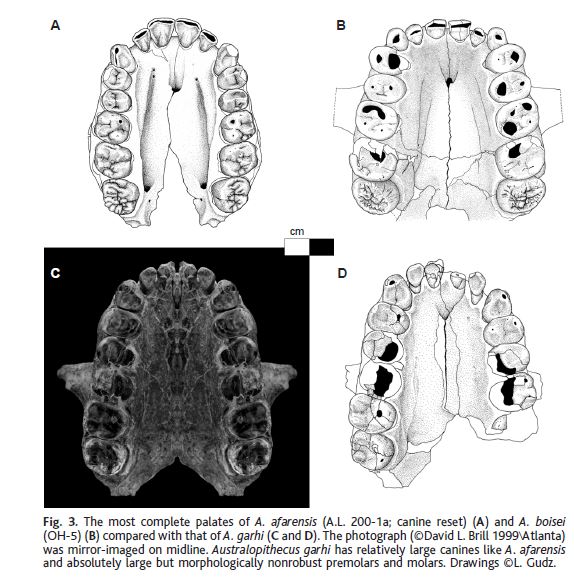 A
B
cm
C
D
Fig. 3. The most complete palates of A. afarensis (A.L. 200-1a; canine reset) (A) and A. boisei
(OH-5) (B) compared with that of A. garhi (C and D). The photograph (©David L. Brill 1999\Atlanta)
was mirror-imaged on midline. Australopithecus garhi has relatively large canines like A. afarensis
and absolutely large but morphologically nonrobust premolars and molars. Drawings ©L. Gudz.